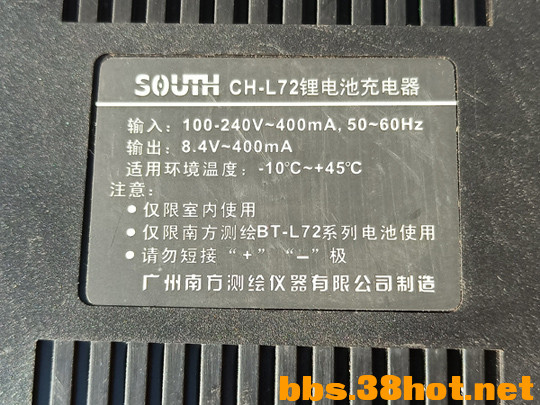 SOUTH CH-L72锂电池充电器
输入：100-240V~400mA, 50~60Hz
输出：8.4V~400mA
适用环境温度：-10℃~+45℃
注意：
●仅限室内使用
●仅限南方测绘BT-L72系列电池使用
●请勿短接“+”“−”极
广州南方测绘仪器有限公司制造
bbs.38hot.net